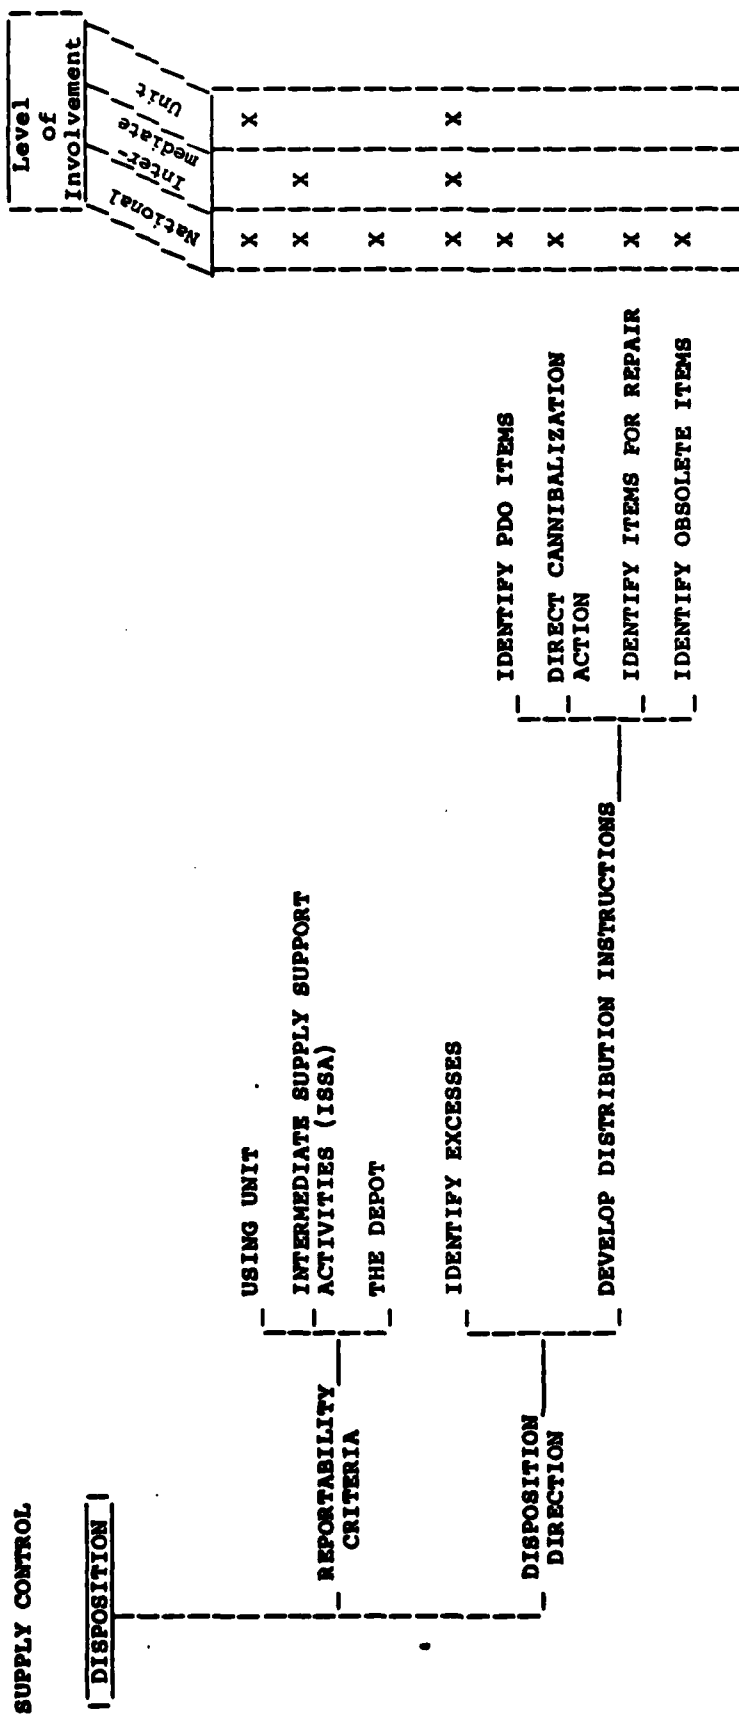 SUPPLY CONTROL
DISPOSITION
Level
of
Involvement
National
Inter-
mediate
Unit
REPORTABILITY
CRITERIA
USING UNIT
X X
INTERMEDIATE SUPPLY SUPPORT
ACTIVITIES (ISSA)
X X
THE DEPOT
X
DISPOSITION
DIRECTION
IDENTIFY EXCESSES
X X X
DEVELOP DISTRIBUTION INSTRUCTIONS
IDENTIFY PDO ITEMS
X
DIRECT CANNIBALIZATION
ACTION
X
IDENTIFY ITEMS FOR REPAIR
X
IDENTIFY OBSOLETE ITEMS
X